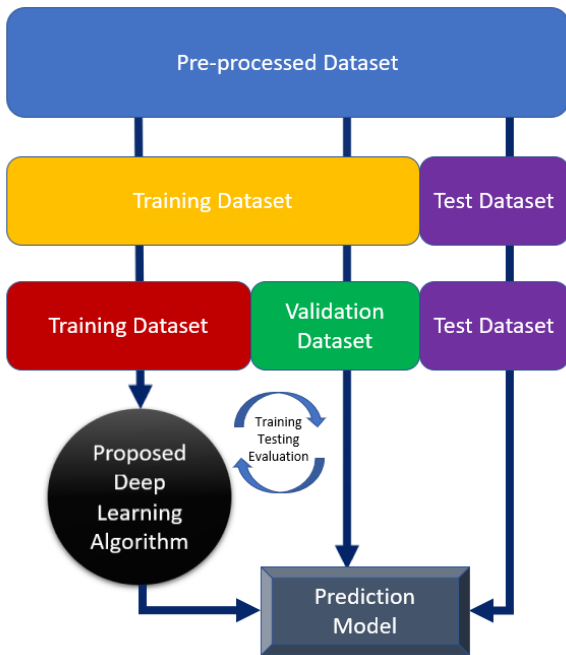 Pre-processed Dataset
Training Dataset
Test Dataset
Training Dataset
Validation
Dataset
Test Dataset
Training
Testing
Evaluation
Proposed
Deep
Learning
Algorithm
Prediction
Model